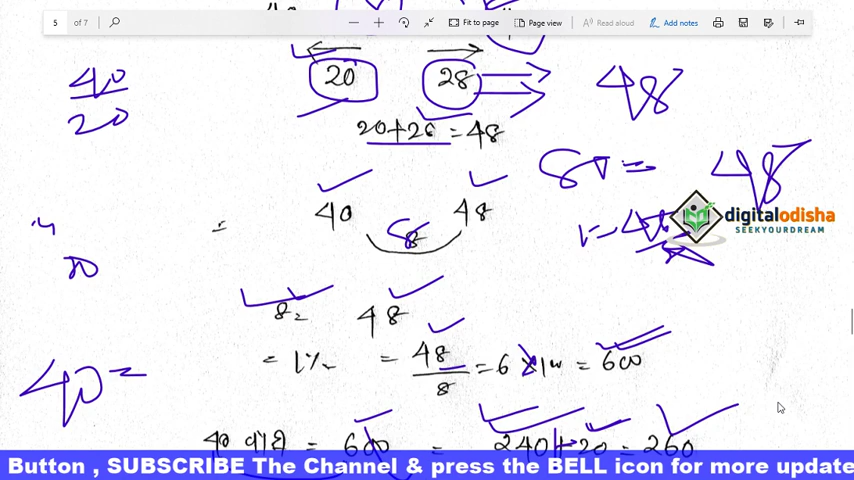 5 of 7 Fit to page Page view Read aloud Add notes
40 20 28 48
20
20+28 = 48
8% = 48
= 40 48
8
8% 48
= 1% = 48/8 = 6 × 100 = 600
40 =
= 600 = 240 + 20 = 260
digitalodisha
SEEKYOURDREAM
Button , SUBSCRIBE The Channel & press the BELL icon for more update